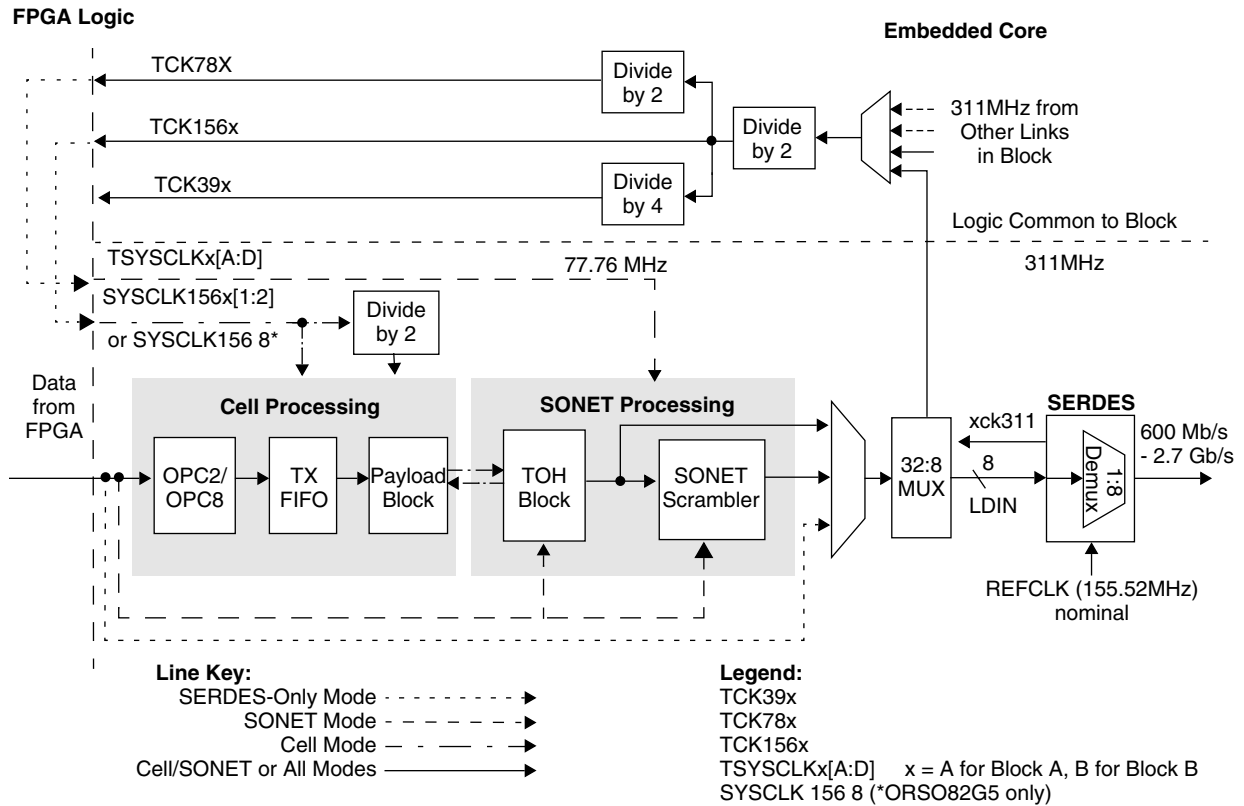 FPGA Logic
Embedded Core
TCK78X
Divide
by 2
TCK156x
Divide
by 2
311MHz from
Other Links
in Block
TCK39x
Divide
by 4
Logic Common to Block
TSYSCLKx[A:D]
77.76 MHz
311MHz
SYSCLK156x[1:2]
or SYSCLK156 8*
Divide
by 2
Data
from
FPGA
Cell Processing
SONET Processing
OPC2/
OPC8
TX
FIFO
Payload
Block
TOH
Block
SONET
Scrambler
32:8
MUX
xck311
8
LDIN
SERDES
1:8
Demux
600 Mb/s
- 2.7 Gb/s
REFCLK (155.52MHz)
nominal
Line Key:
SERDES-Only Mode
SONET Mode
Cell Mode
Cell/SONET or All Modes
Legend:
TCK39x
TCK78x
TCK156x
TSYSCLKx[A:D] x = A for Block A, B for Block B
SYSCLK 156 8 (*ORSO82G5 only)